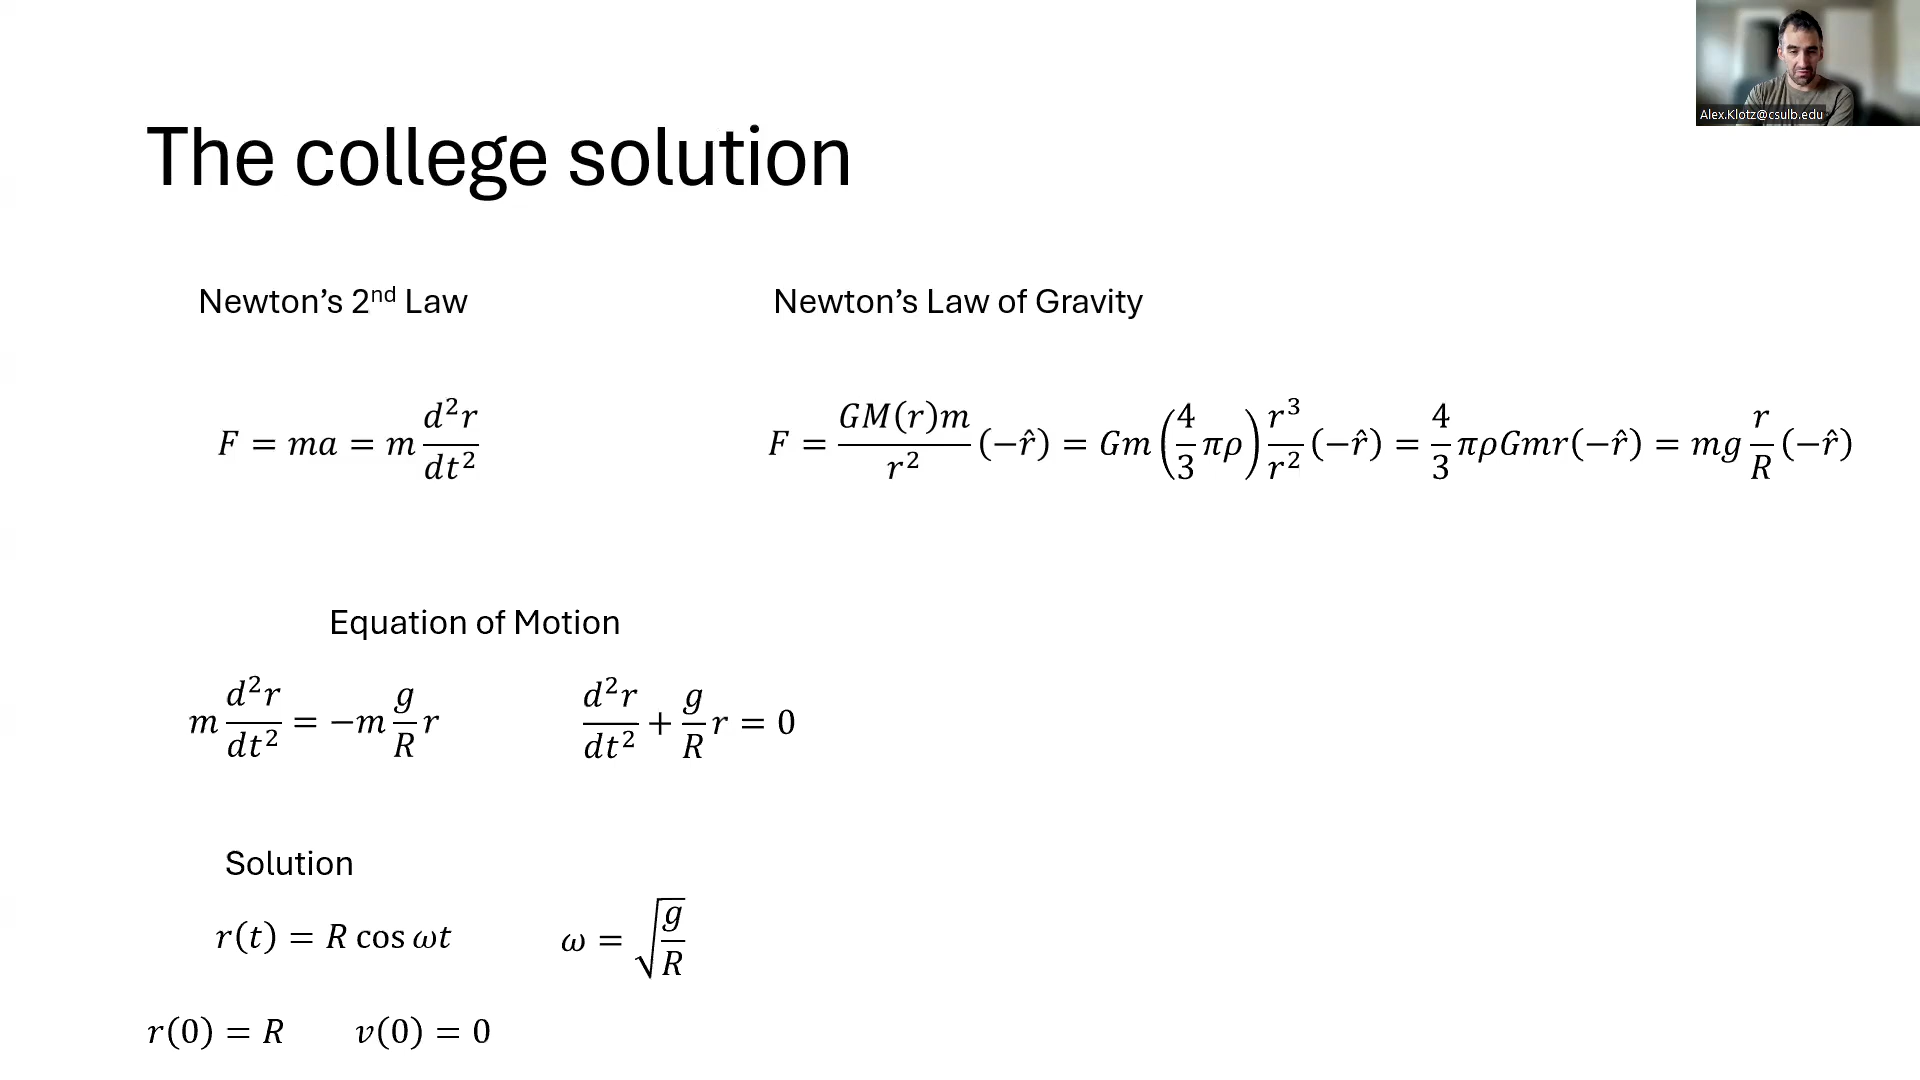 Alex.Klotz@csulb.edu
The college solution
Newton's 2nd Law
Newton's Law of Gravity
F = ma = m d²r/dt²
F = GM(r)m/r² (−r̂) = Gm (4/3 πρ) r³/r² (−r̂) = 4/3 πρGmr(−r̂) = mg r/R (−r̂)
Equation of Motion
m d²r/dt² = −m g/R r
d²r/dt² + g/R r = 0
Solution
r(t) = R cos ωt
ω = √(g/R)
r(0) = R
v(0) = 0